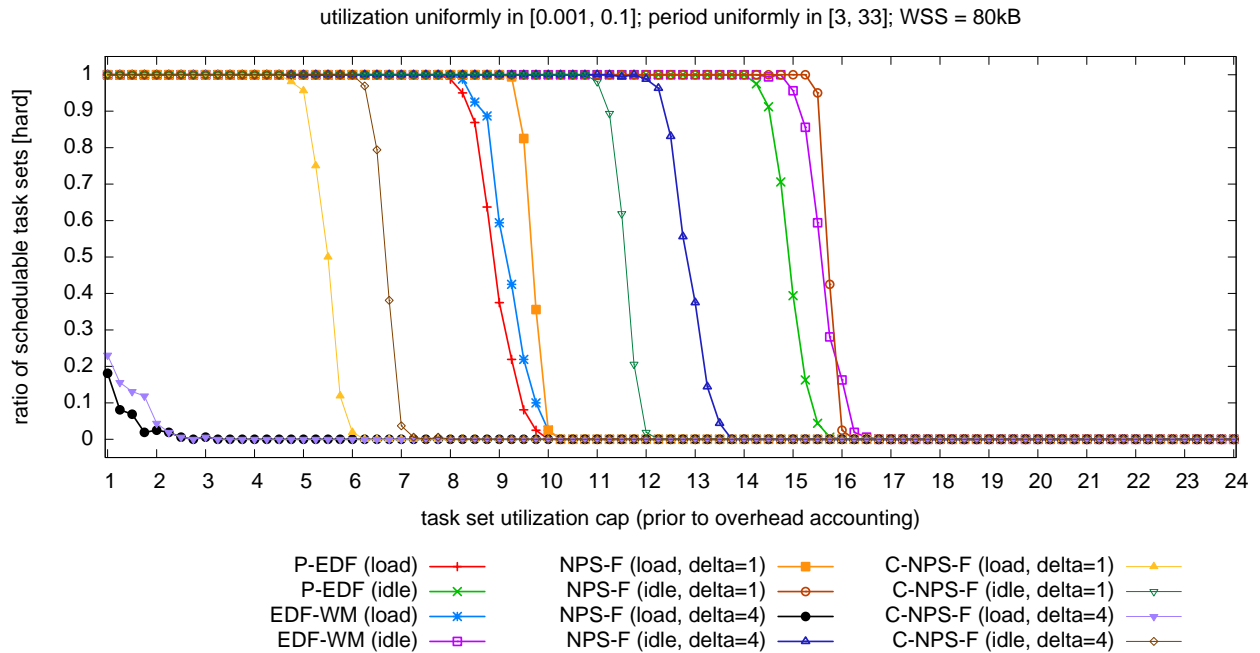 utilization uniformly in [0.001, 0.1]; period uniformly in [3, 33]; WSS = 80kB
ratio of schedulable task sets [hard]
1
0.9
0.8
0.7
0.6
0.5
0.4
0.3
0.2
0.1
0
1 2 3 4 5 6 7 8 9 10 11 12 13 14 15 16 17 18 19 20 21 22 23 24
task set utilization cap (prior to overhead accounting)
P-EDF (load)
P-EDF (idle)
EDF-WM (load)
EDF-WM (idle)
NPS-F (load, delta=1)
NPS-F (idle, delta=1)
NPS-F (load, delta=4)
NPS-F (idle, delta=4)
C-NPS-F (load, delta=1)
C-NPS-F (idle, delta=1)
C-NPS-F (load, delta=4)
C-NPS-F (idle, delta=4)